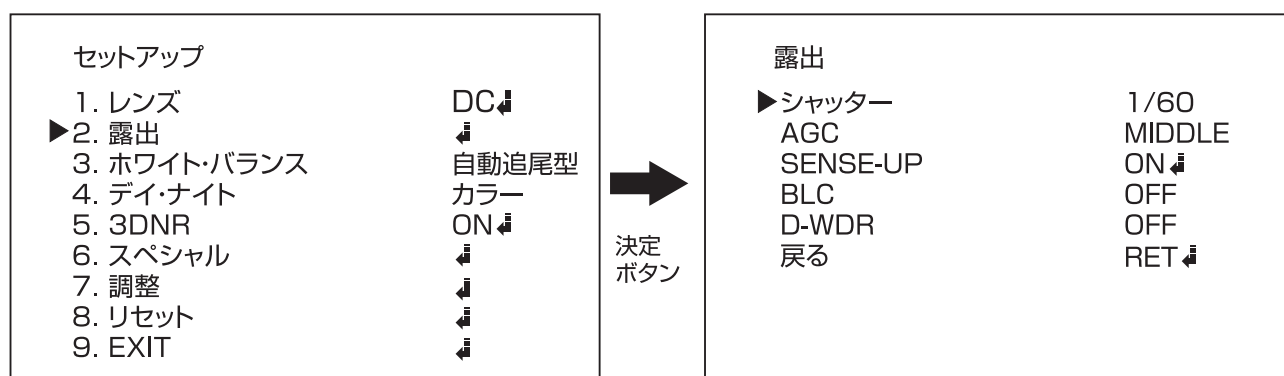 セットアップ
1. レンズ DC↲
▶2. 露出 ↲
3. ホワイト・バランス 自動追尾型
4. デイ・ナイト カラー
5. 3DNR ON↲
6. スペシャル ↲
7. 調整 ↲
8. リセット ↲
9. EXIT ↲
決定
ボタン
露出
▶シャッター 1/60
AGC MIDDLE
SENSE-UP ON↲
BLC OFF
D-WDR OFF
戻る RET↲